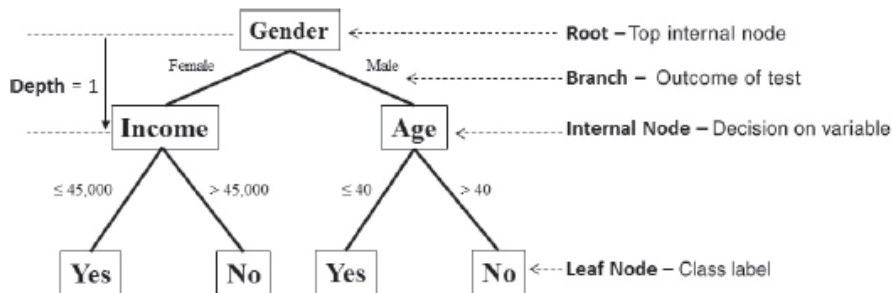 Gender
Root – Top internal node
Female
Male
Branch – Outcome of test
Depth = 1
Income
Age
Internal Node – Decision on variable
≤ 45,000
> 45,000
≤ 40
> 40
Yes
No
Yes
No
Leaf Node – Class label